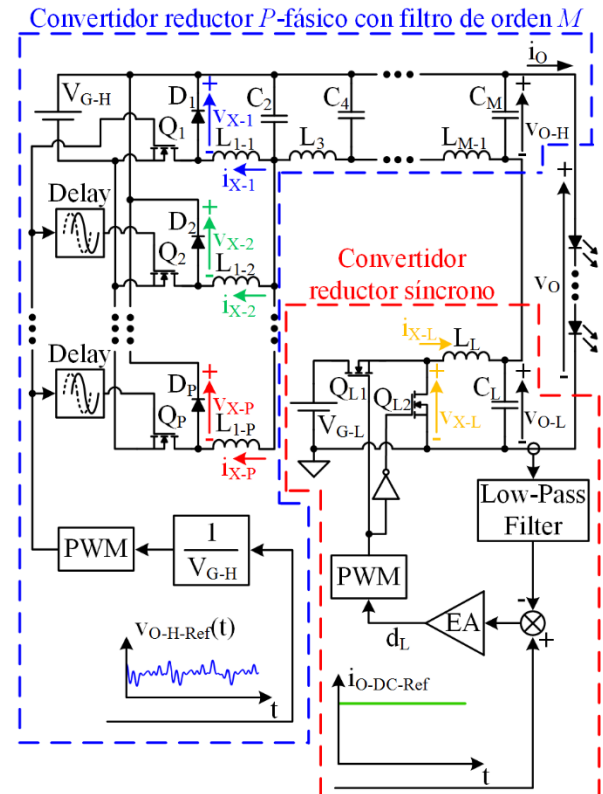 Convertidor reductor P-fásico con filtro de orden M
iO
VG-H
D1
+
vX-1
-
C2
C4
CM
+
vO-H
-
Q1
L1-1
L3
LM-1
iX-1
Delay
D2
+
vX-2
-
Q2
L1-2
iX-2
Convertidor
reductor síncrono
+
vO
-
Delay
DP
+
vX-P
-
QP
L1-P
iX-P
iX-L
LL
QL1
QL2
+
vX-L
-
CL
+
vO-L
-
VG-L
Low-Pass
Filter
PWM
1
VG-H
PWM
EA
dL
-
+
vO-H-Ref(t)
t
iO-DC-Ref
t